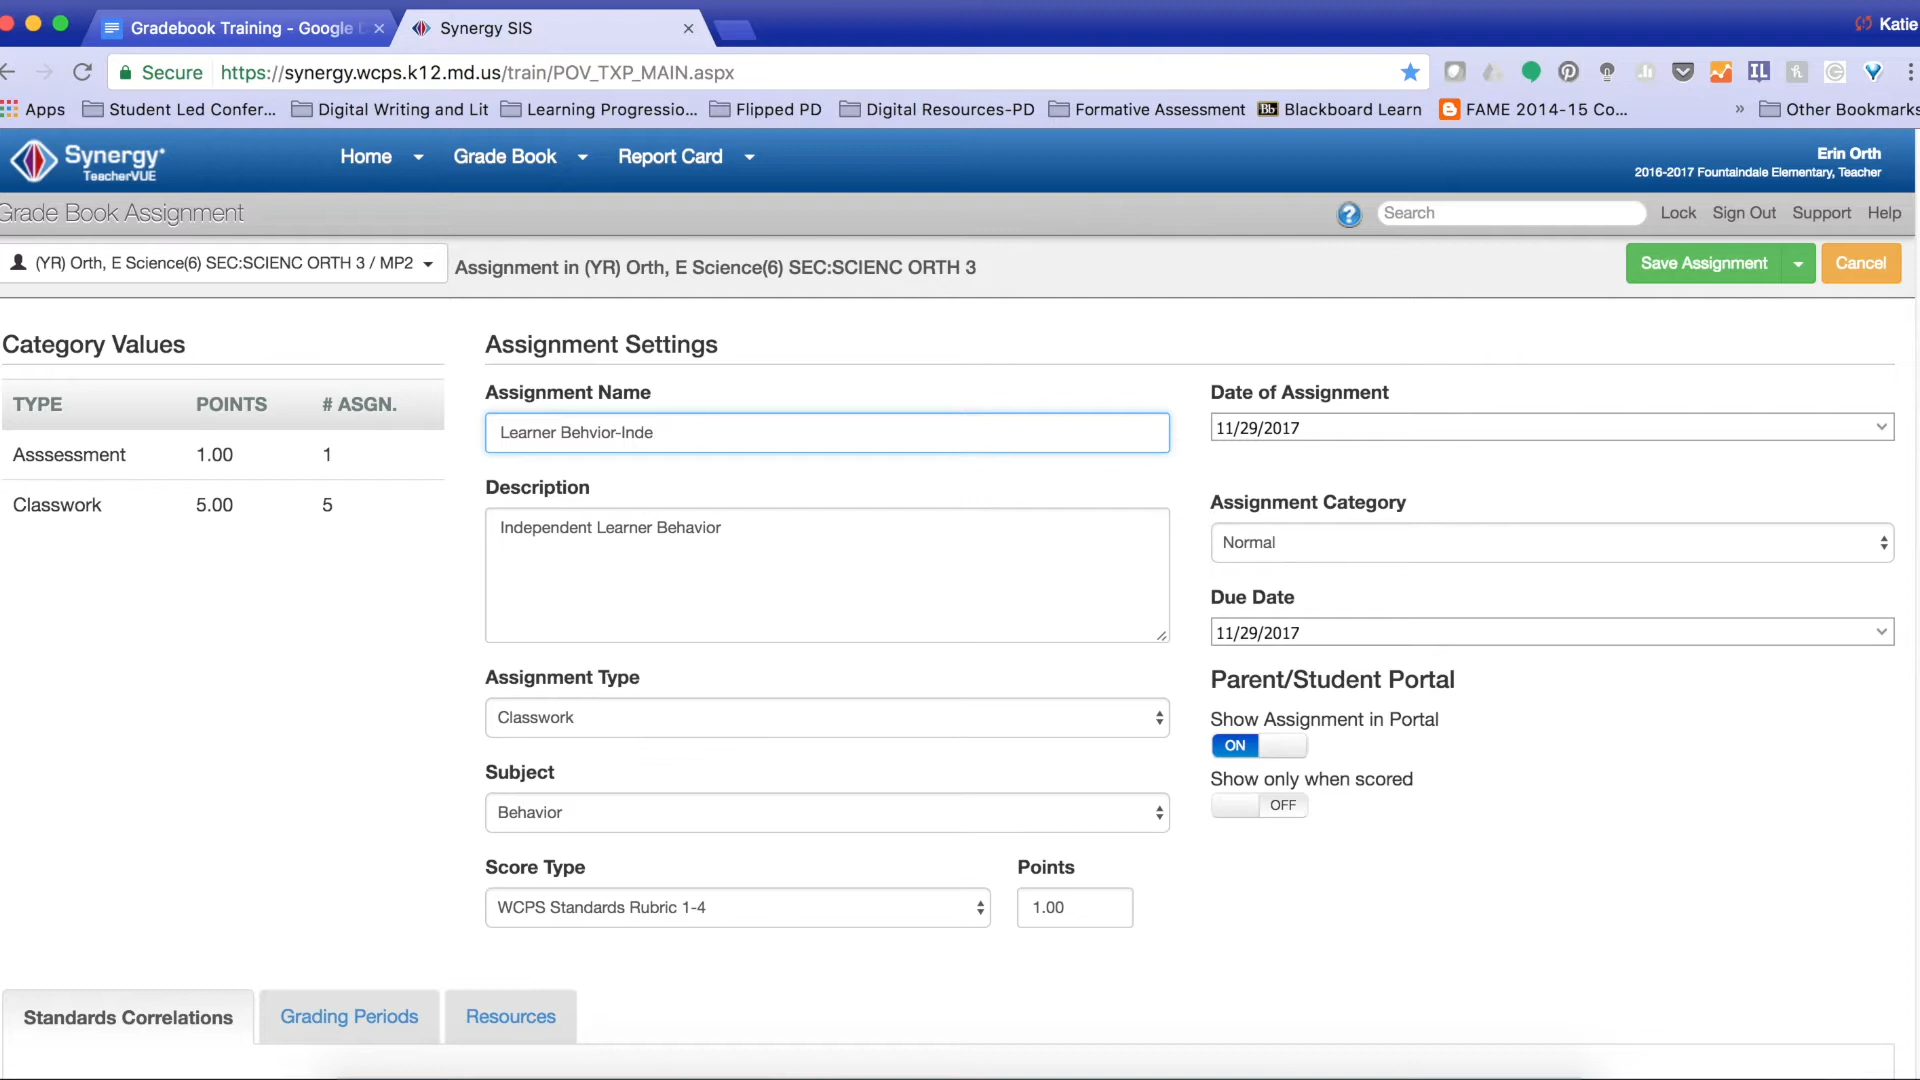 Gradebook Training - Google D
Synergy SIS
Katie
Secure https://synergy.wcps.k12.md.us/train/POV_TXP_MAIN.aspx
IL
Apps Student Led Confer... Digital Writing and Lit Learning Progressio... Flipped PD Digital Resources-PD Formative Assessment Bb Blackboard Learn FAME 2014-15 Co... » Other Bookmarks
Synergy
TeacherVUE
Home Grade Book Report Card
Erin Orth
2016-2017 Fountaindale Elementary, Teacher
Grade Book Assignment
? Search Lock Sign Out Support Help
(YR) Orth, E Science(6) SEC:SCIENC ORTH 3 / MP2
Assignment in (YR) Orth, E Science(6) SEC:SCIENC ORTH 3
Save Assignment Cancel
Category Values
TYPE POINTS # ASGN.
Asssessment 1.00 1
Classwork 5.00 5
Assignment Settings
Assignment Name
Learner Behvior-Inde
Description
Independent Learner Behavior
Assignment Type
Classwork
Subject
Behavior
Score Type Points
WCPS Standards Rubric 1-4 1.00
Date of Assignment
11/29/2017
Assignment Category
Normal
Due Date
11/29/2017
Parent/Student Portal
Show Assignment in Portal
ON
Show only when scored
OFF
Standards Correlations Grading Periods Resources